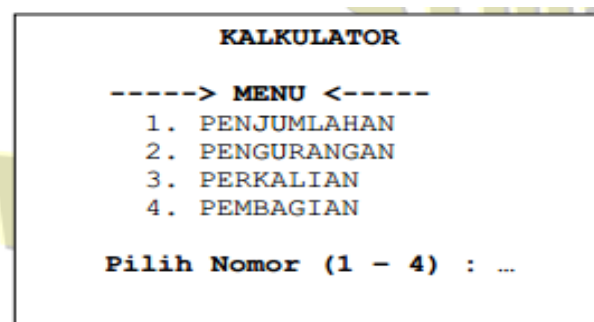 KALKULATOR
-----> MENU <-----
1. PENJUMLAHAN
2. PENGURANGAN
3. PERKALIAN
4. PEMBAGIAN
Pilih Nomor (1 – 4) : …